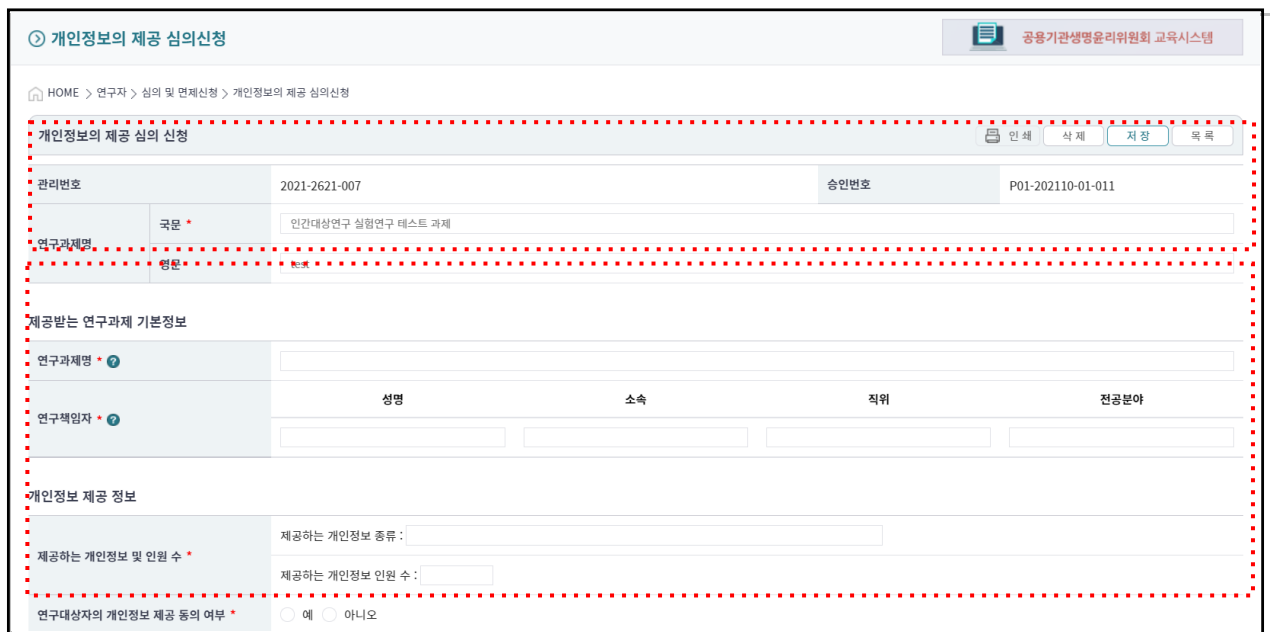 개인정보의 제공 심의신청
공용기관생명윤리위원회 교육시스템
HOME > 연구자 > 심의 및 면제신청 > 개인정보의 제공 심의신청
개인정보의 제공 심의 신청
인 쇄 삭 제 저 장 목 록
관리번호 2021-2621-007 승인번호 P01-202110-01-011
연구과제명 국문 * 인간대상연구 실험연구 테스트 과제
영문 test
제공받는 연구과제 기본정보
연구과제명 * ?
성명 소속 직위 전공분야
연구책임자 * ?
개인정보 제공 정보
제공하는 개인정보 및 인원 수 * 제공하는 개인정보 종류 :
제공하는 개인정보 인원 수 :
연구대상자의 개인정보 제공 동의 여부 * 예 아니오